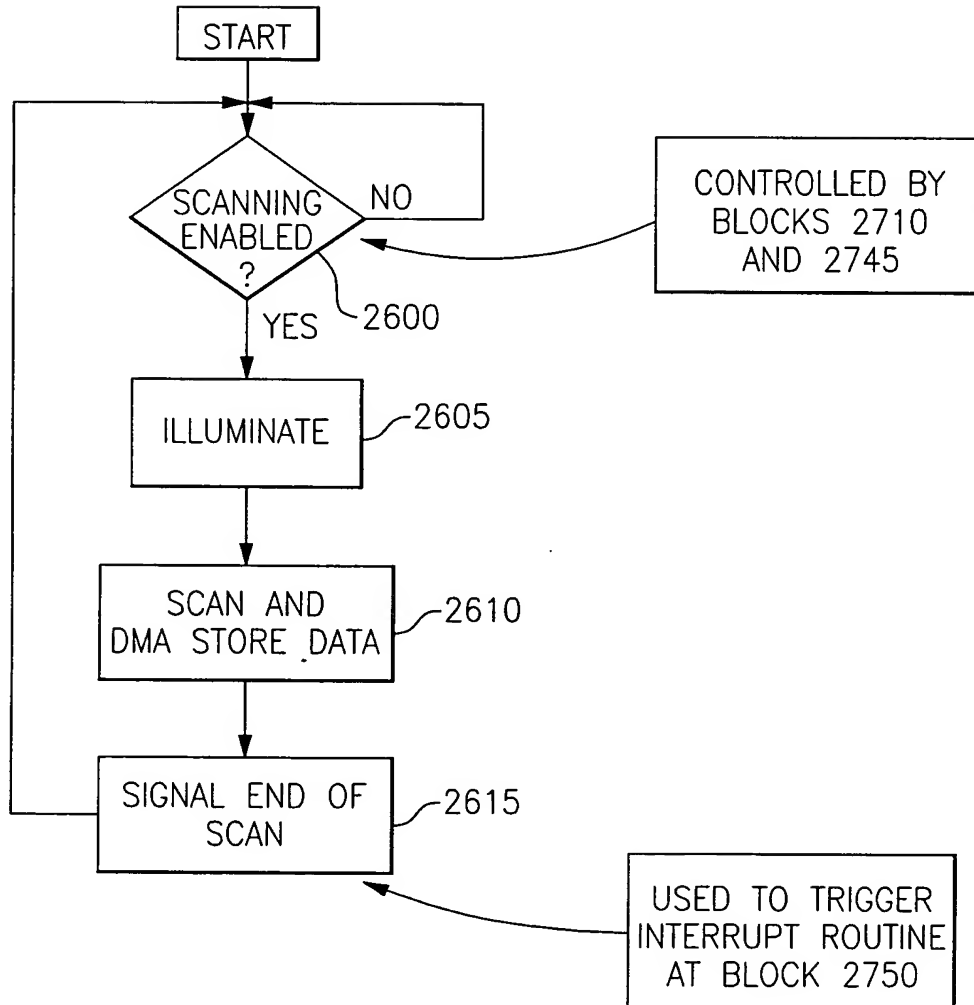 START
SCANNING
ENABLED
?
NO
YES
2600
CONTROLLED BY
BLOCKS 2710
AND 2745
ILLUMINATE
2605
SCAN AND
DMA STORE DATA
2610
SIGNAL END OF
SCAN
2615
USED TO TRIGGER
INTERRUPT ROUTINE
AT BLOCK 2750